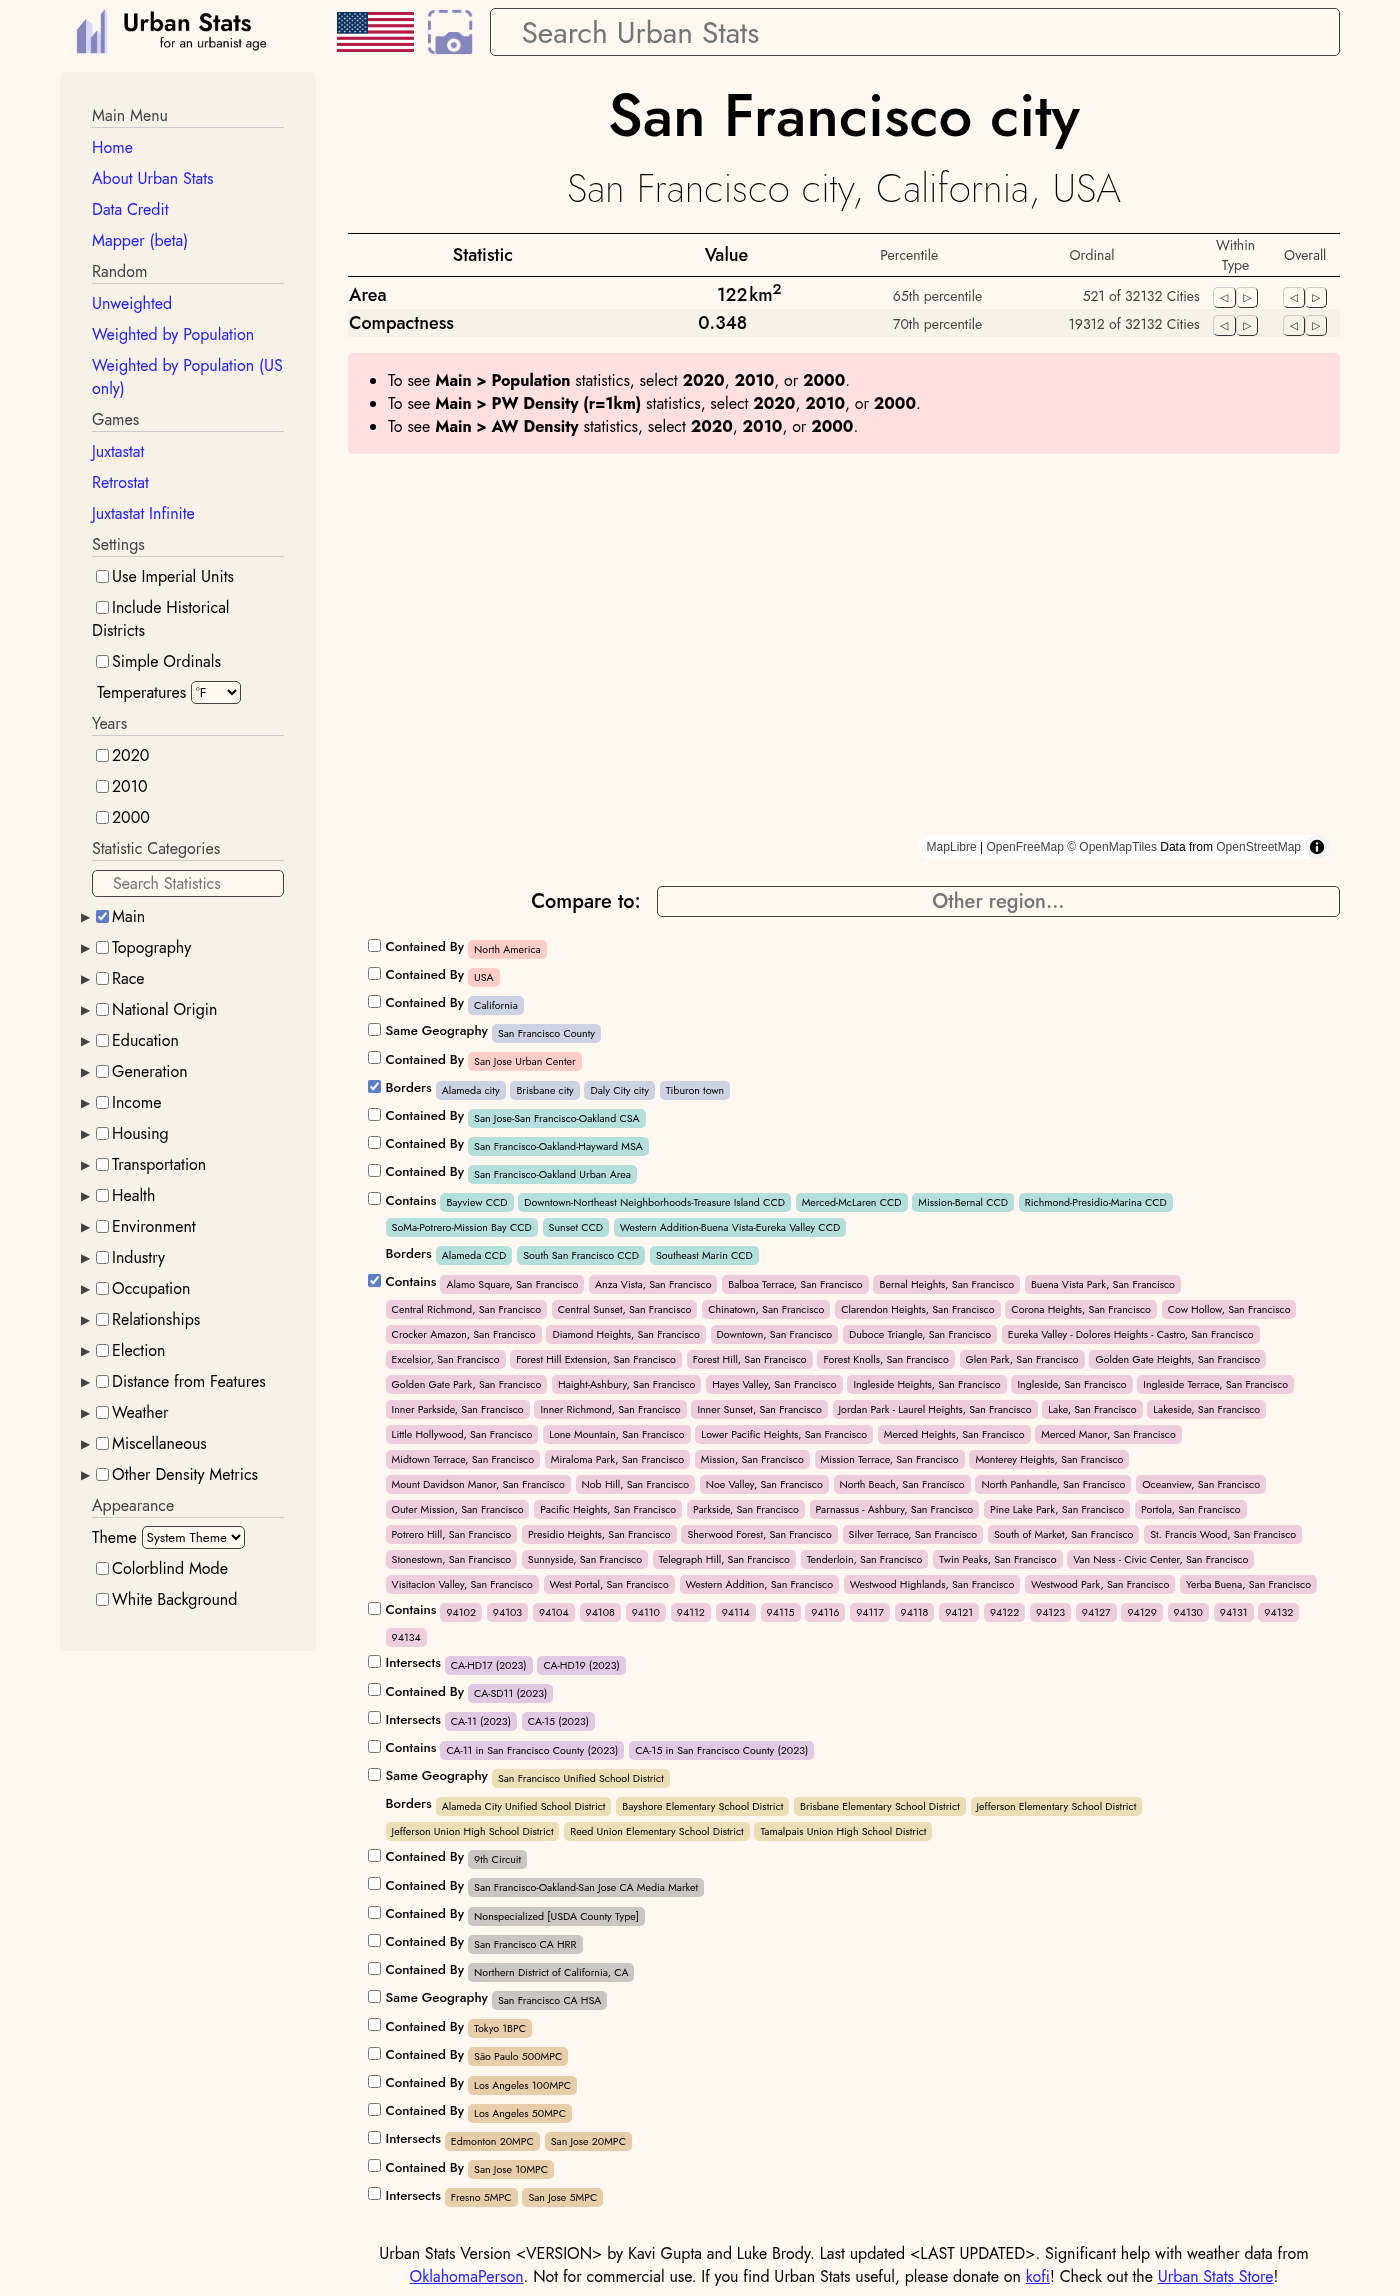 Urban Stats
for an urbanist age
Search Urban Stats
Main Menu
Home
About Urban Stats
Data Credit
Mapper (beta)
Random
Unweighted
Weighted by Population
Weighted by Population (US
only)
Games
Juxtastat
Retrostat
Juxtastat Infinite
Settings
Use Imperial Units
Include Historical
Districts
Simple Ordinals
Temperatures °F
Years
2020
2010
2000
Statistic Categories
Search Statistics
Main
Topography
Race
National Origin
Education
Generation
Income
Housing
Transportation
Health
Environment
Industry
Occupation
Relationships
Election
Distance from Features
Weather
Miscellaneous
Other Density Metrics
Appearance
Theme System Theme
Colorblind Mode
White Background
San Francisco city
San Francisco city, California, USA
Statistic Value Percentile Ordinal Within Type Overall
Area 122 km² 65th percentile 521 of 32132 Cities ◁ ▷ ◁ ▷
Compactness 0.348 70th percentile 19312 of 32132 Cities ◁ ▷ ◁ ▷
• To see Main > Population statistics, select 2020, 2010, or 2000.
• To see Main > PW Density (r=1km) statistics, select 2020, 2010, or 2000.
• To see Main > AW Density statistics, select 2020, 2010, or 2000.
MapLibre | OpenFreeMap © OpenMapTiles Data from OpenStreetMap
Compare to: Other region...
Contained By North America
Contained By USA
Contained By California
Same Geography San Francisco County
Contained By San Jose Urban Center
Borders Alameda city Brisbane city Daly City city Tiburon town
Contained By San Jose-San Francisco-Oakland CSA
Contained By San Francisco-Oakland-Hayward MSA
Contained By San Francisco-Oakland Urban Area
Contains Bayview CCD Downtown-Northeast Neighborhoods-Treasure Island CCD Merced-McLaren CCD Mission-Bernal CCD Richmond-Presidio-Marina CCD
SoMa-Potrero-Mission Bay CCD Sunset CCD Western Addition-Buena Vista-Eureka Valley CCD
Borders Alameda CCD South San Francisco CCD Southeast Marin CCD
Contains Alamo Square, San Francisco Anza Vista, San Francisco Balboa Terrace, San Francisco Bernal Heights, San Francisco Buena Vista Park, San Francisco
Central Richmond, San Francisco Central Sunset, San Francisco Chinatown, San Francisco Clarendon Heights, San Francisco Corona Heights, San Francisco Cow Hollow, San Francisco
Crocker Amazon, San Francisco Diamond Heights, San Francisco Downtown, San Francisco Duboce Triangle, San Francisco Eureka Valley - Dolores Heights - Castro, San Francisco
Excelsior, San Francisco Forest Hill Extension, San Francisco Forest Hill, San Francisco Forest Knolls, San Francisco Glen Park, San Francisco Golden Gate Heights, San Francisco
Golden Gate Park, San Francisco Haight-Ashbury, San Francisco Hayes Valley, San Francisco Ingleside Heights, San Francisco Ingleside, San Francisco Ingleside Terrace, San Francisco
Inner Parkside, San Francisco Inner Richmond, San Francisco Inner Sunset, San Francisco Jordan Park - Laurel Heights, San Francisco Lake, San Francisco Lakeside, San Francisco
Little Hollywood, San Francisco Lone Mountain, San Francisco Lower Pacific Heights, San Francisco Merced Heights, San Francisco Merced Manor, San Francisco
Midtown Terrace, San Francisco Miraloma Park, San Francisco Mission, San Francisco Mission Terrace, San Francisco Monterey Heights, San Francisco
Mount Davidson Manor, San Francisco Nob Hill, San Francisco Noe Valley, San Francisco North Beach, San Francisco North Panhandle, San Francisco Oceanview, San Francisco
Outer Mission, San Francisco Pacific Heights, San Francisco Parkside, San Francisco Parnassus - Ashbury, San Francisco Pine Lake Park, San Francisco Portola, San Francisco
Potrero Hill, San Francisco Presidio Heights, San Francisco Sherwood Forest, San Francisco Silver Terrace, San Francisco South of Market, San Francisco St. Francis Wood, San Francisco
Stonestown, San Francisco Sunnyside, San Francisco Telegraph Hill, San Francisco Tenderloin, San Francisco Twin Peaks, San Francisco Van Ness - Civic Center, San Francisco
Visitacion Valley, San Francisco West Portal, San Francisco Western Addition, San Francisco Westwood Highlands, San Francisco Westwood Park, San Francisco Yerba Buena, San Francisco
Contains 94102 94103 94104 94108 94110 94112 94114 94115 94116 94117 94118 94121 94122 94123 94127 94129 94130 94131 94132
94134
Intersects CA-HD17 (2023) CA-HD19 (2023)
Contained By CA-SD11 (2023)
Intersects CA-11 (2023) CA-15 (2023)
Contains CA-11 in San Francisco County (2023) CA-15 in San Francisco County (2023)
Same Geography San Francisco Unified School District
Borders Alameda City Unified School District Bayshore Elementary School District Brisbane Elementary School District Jefferson Elementary School District
Jefferson Union High School District Reed Union Elementary School District Tamalpais Union High School District
Contained By 9th Circuit
Contained By San Francisco-Oakland-San Jose CA Media Market
Contained By Nonspecialized [USDA County Type]
Contained By San Francisco CA HRR
Contained By Northern District of California, CA
Same Geography San Francisco CA HSA
Contained By Tokyo 1BPC
Contained By São Paulo 500MPC
Contained By Los Angeles 100MPC
Contained By Los Angeles 50MPC
Intersects Edmonton 20MPC San Jose 20MPC
Contained By San Jose 10MPC
Intersects Fresno 5MPC San Jose 5MPC
Urban Stats Version <VERSION> by Kavi Gupta and Luke Brody. Last updated <LAST UPDATED>. Significant help with weather data from
OklahomaPerson. Not for commercial use. If you find Urban Stats useful, please donate on kofi! Check out the Urban Stats Store!